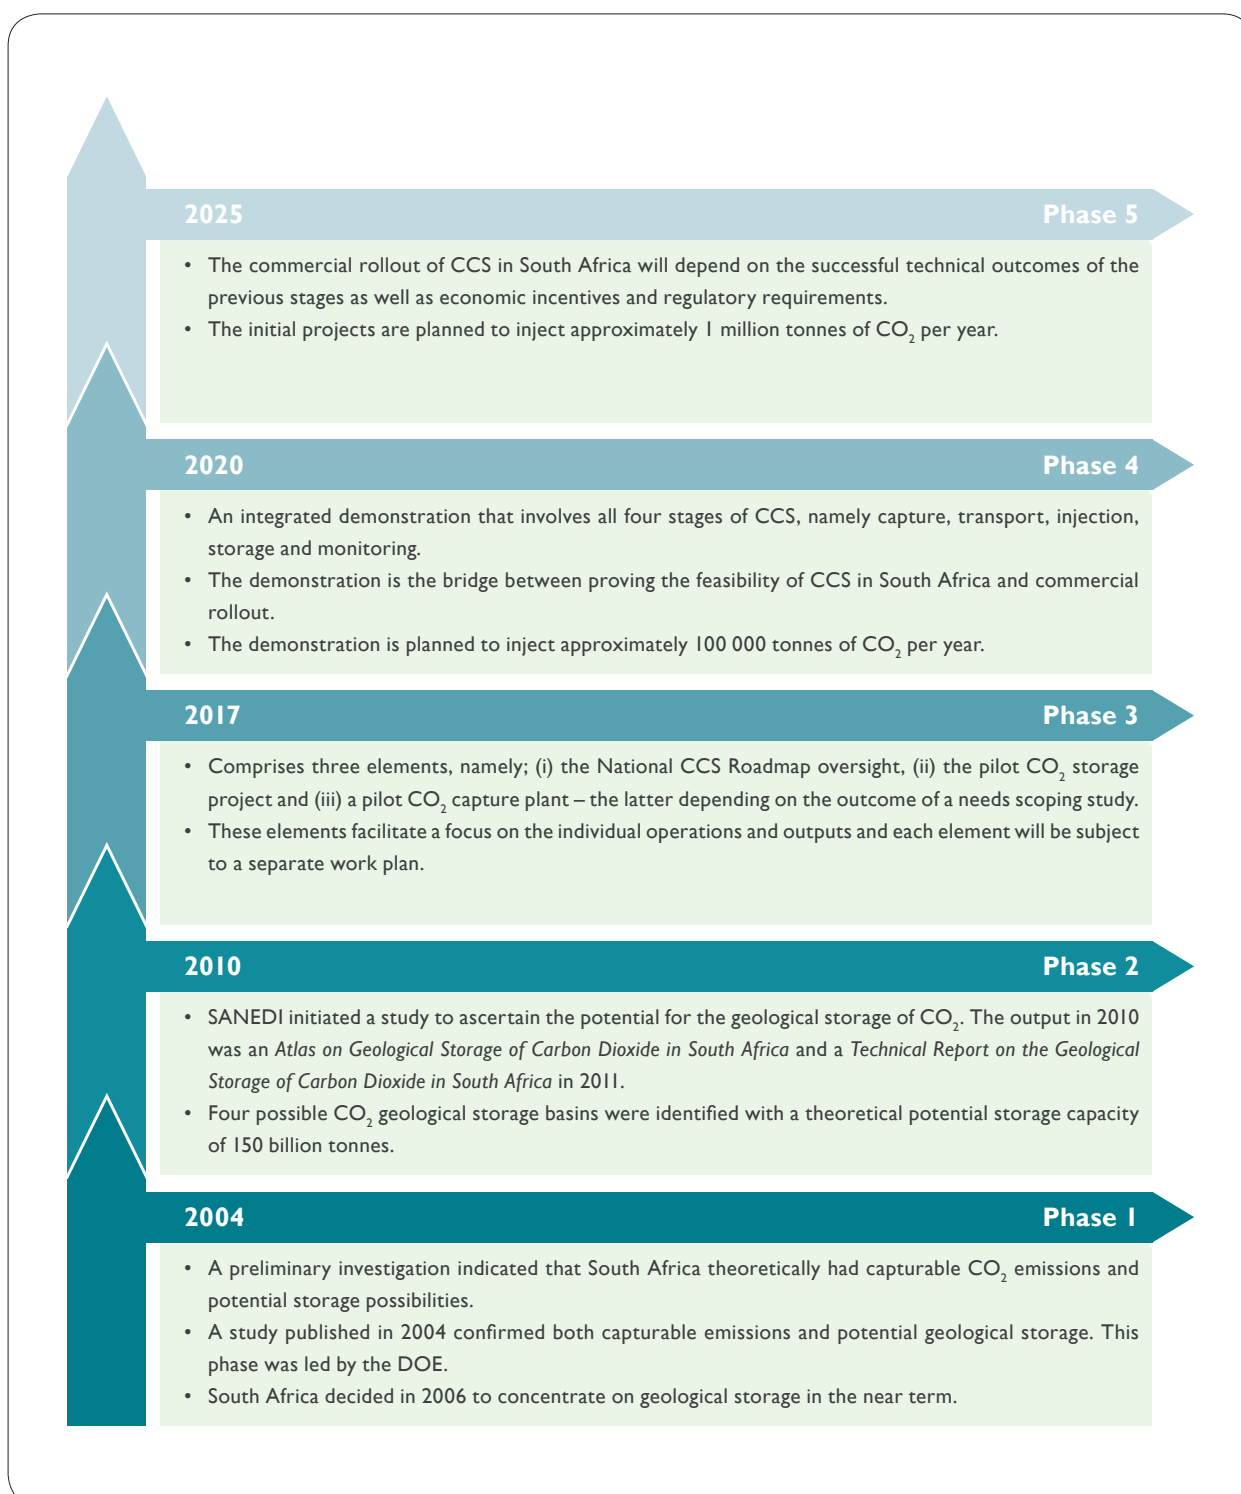 2025 Phase 5
• The commercial rollout of CCS in South Africa will depend on the successful technical outcomes of the
previous stages as well as economic incentives and regulatory requirements.
• The initial projects are planned to inject approximately 1 million tonnes of CO₂ per year.
2020 Phase 4
• An integrated demonstration that involves all four stages of CCS, namely capture, transport, injection,
storage and monitoring.
• The demonstration is the bridge between proving the feasibility of CCS in South Africa and commercial
rollout.
• The demonstration is planned to inject approximately 100 000 tonnes of CO₂ per year.
2017 Phase 3
• Comprises three elements, namely; (i) the National CCS Roadmap oversight, (ii) the pilot CO₂ storage
project and (iii) a pilot CO₂ capture plant – the latter depending on the outcome of a needs scoping study.
• These elements facilitate a focus on the individual operations and outputs and each element will be subject
to a separate work plan.
2010 Phase 2
• SANEDI initiated a study to ascertain the potential for the geological storage of CO₂. The output in 2010
was an Atlas on Geological Storage of Carbon Dioxide in South Africa and a Technical Report on the Geological
Storage of Carbon Dioxide in South Africa in 2011.
• Four possible CO₂ geological storage basins were identified with a theoretical potential storage capacity
of 150 billion tonnes.
2004 Phase 1
• A preliminary investigation indicated that South Africa theoretically had capturable CO₂ emissions and
potential storage possibilities.
• A study published in 2004 confirmed both capturable emissions and potential geological storage. This
phase was led by the DOE.
• South Africa decided in 2006 to concentrate on geological storage in the near term.